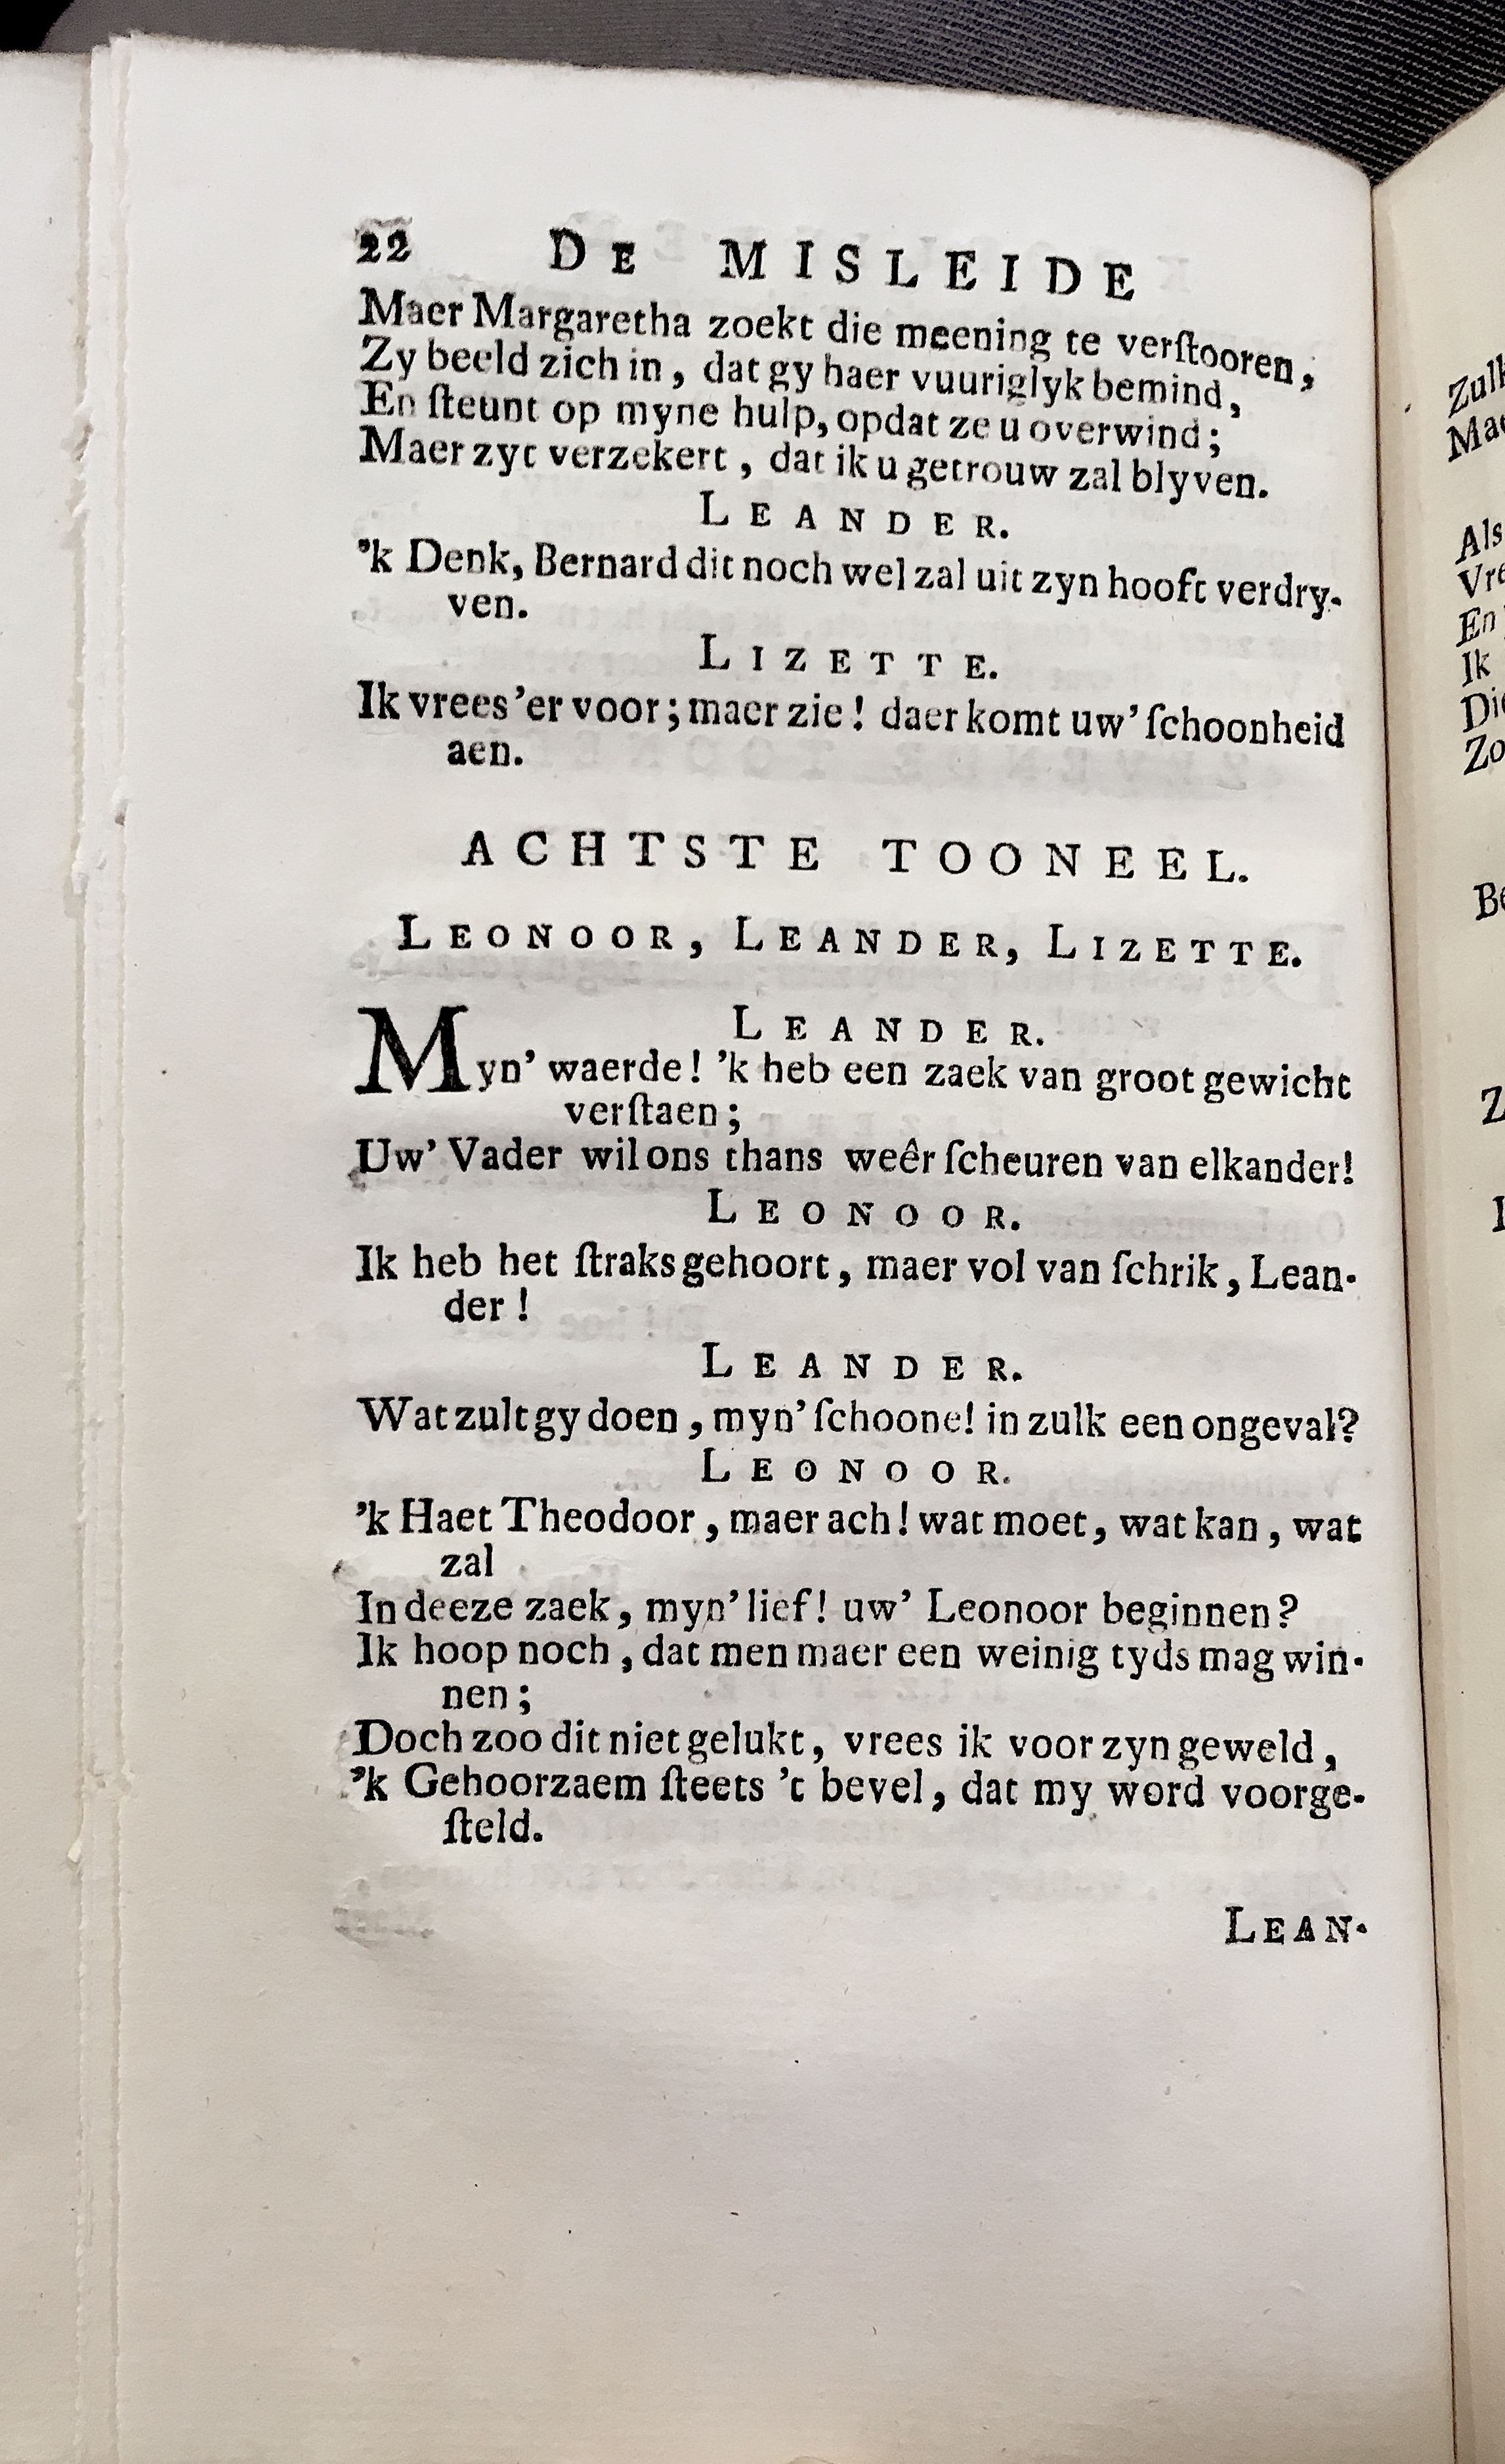 22 DE MISLEIDE
Maer Margaretha zoekt die meening te verſtooren,
Zy beeld zich in, dat gy haer vuuriglyk bemind,
En ſteunt op myne hulp, opdat ze u overwind;
Maer zyt verzekert, dat ik u getrouw zal blyven.
LEANDER.
'k Denk, Bernard dit noch wel zal uit zyn hooft verdry-
ven.
LIZETTE.
Ik vrees 'er voor; maer zie! daer komt uw' ſchoonheid
aen.
ACHTSTE TOONEEL.
LEONOOR, LEANDER, LIZETTE.
LEANDER.
Myn' waerde! 'k heb een zaek van groot gewicht
verſtaen;
Uw' Vader wil ons thans weêr ſcheuren van elkander!
LEONOOR.
Ik heb het ſtraks gehoort, maer vol van ſchrik, Lean-
der!
LEANDER.
Wat zult gy doen, myn' ſchoone! in zulk een ongeval?
LEONOOR.
'k Haet Theodoor, maer ach! wat moet, wat kan, wat
zal
In deeze zaek, myn' lief! uw' Leonoor beginnen?
Ik hoop noch, dat men maer een weinig tyds mag win-
nen;
Doch zoo dit niet gelukt, vrees ik voor zyn geweld,
'k Gehoorzaem ſteets 't bevel, dat my word voorge-
ſteld.
LEAN-
Als
En
Ik